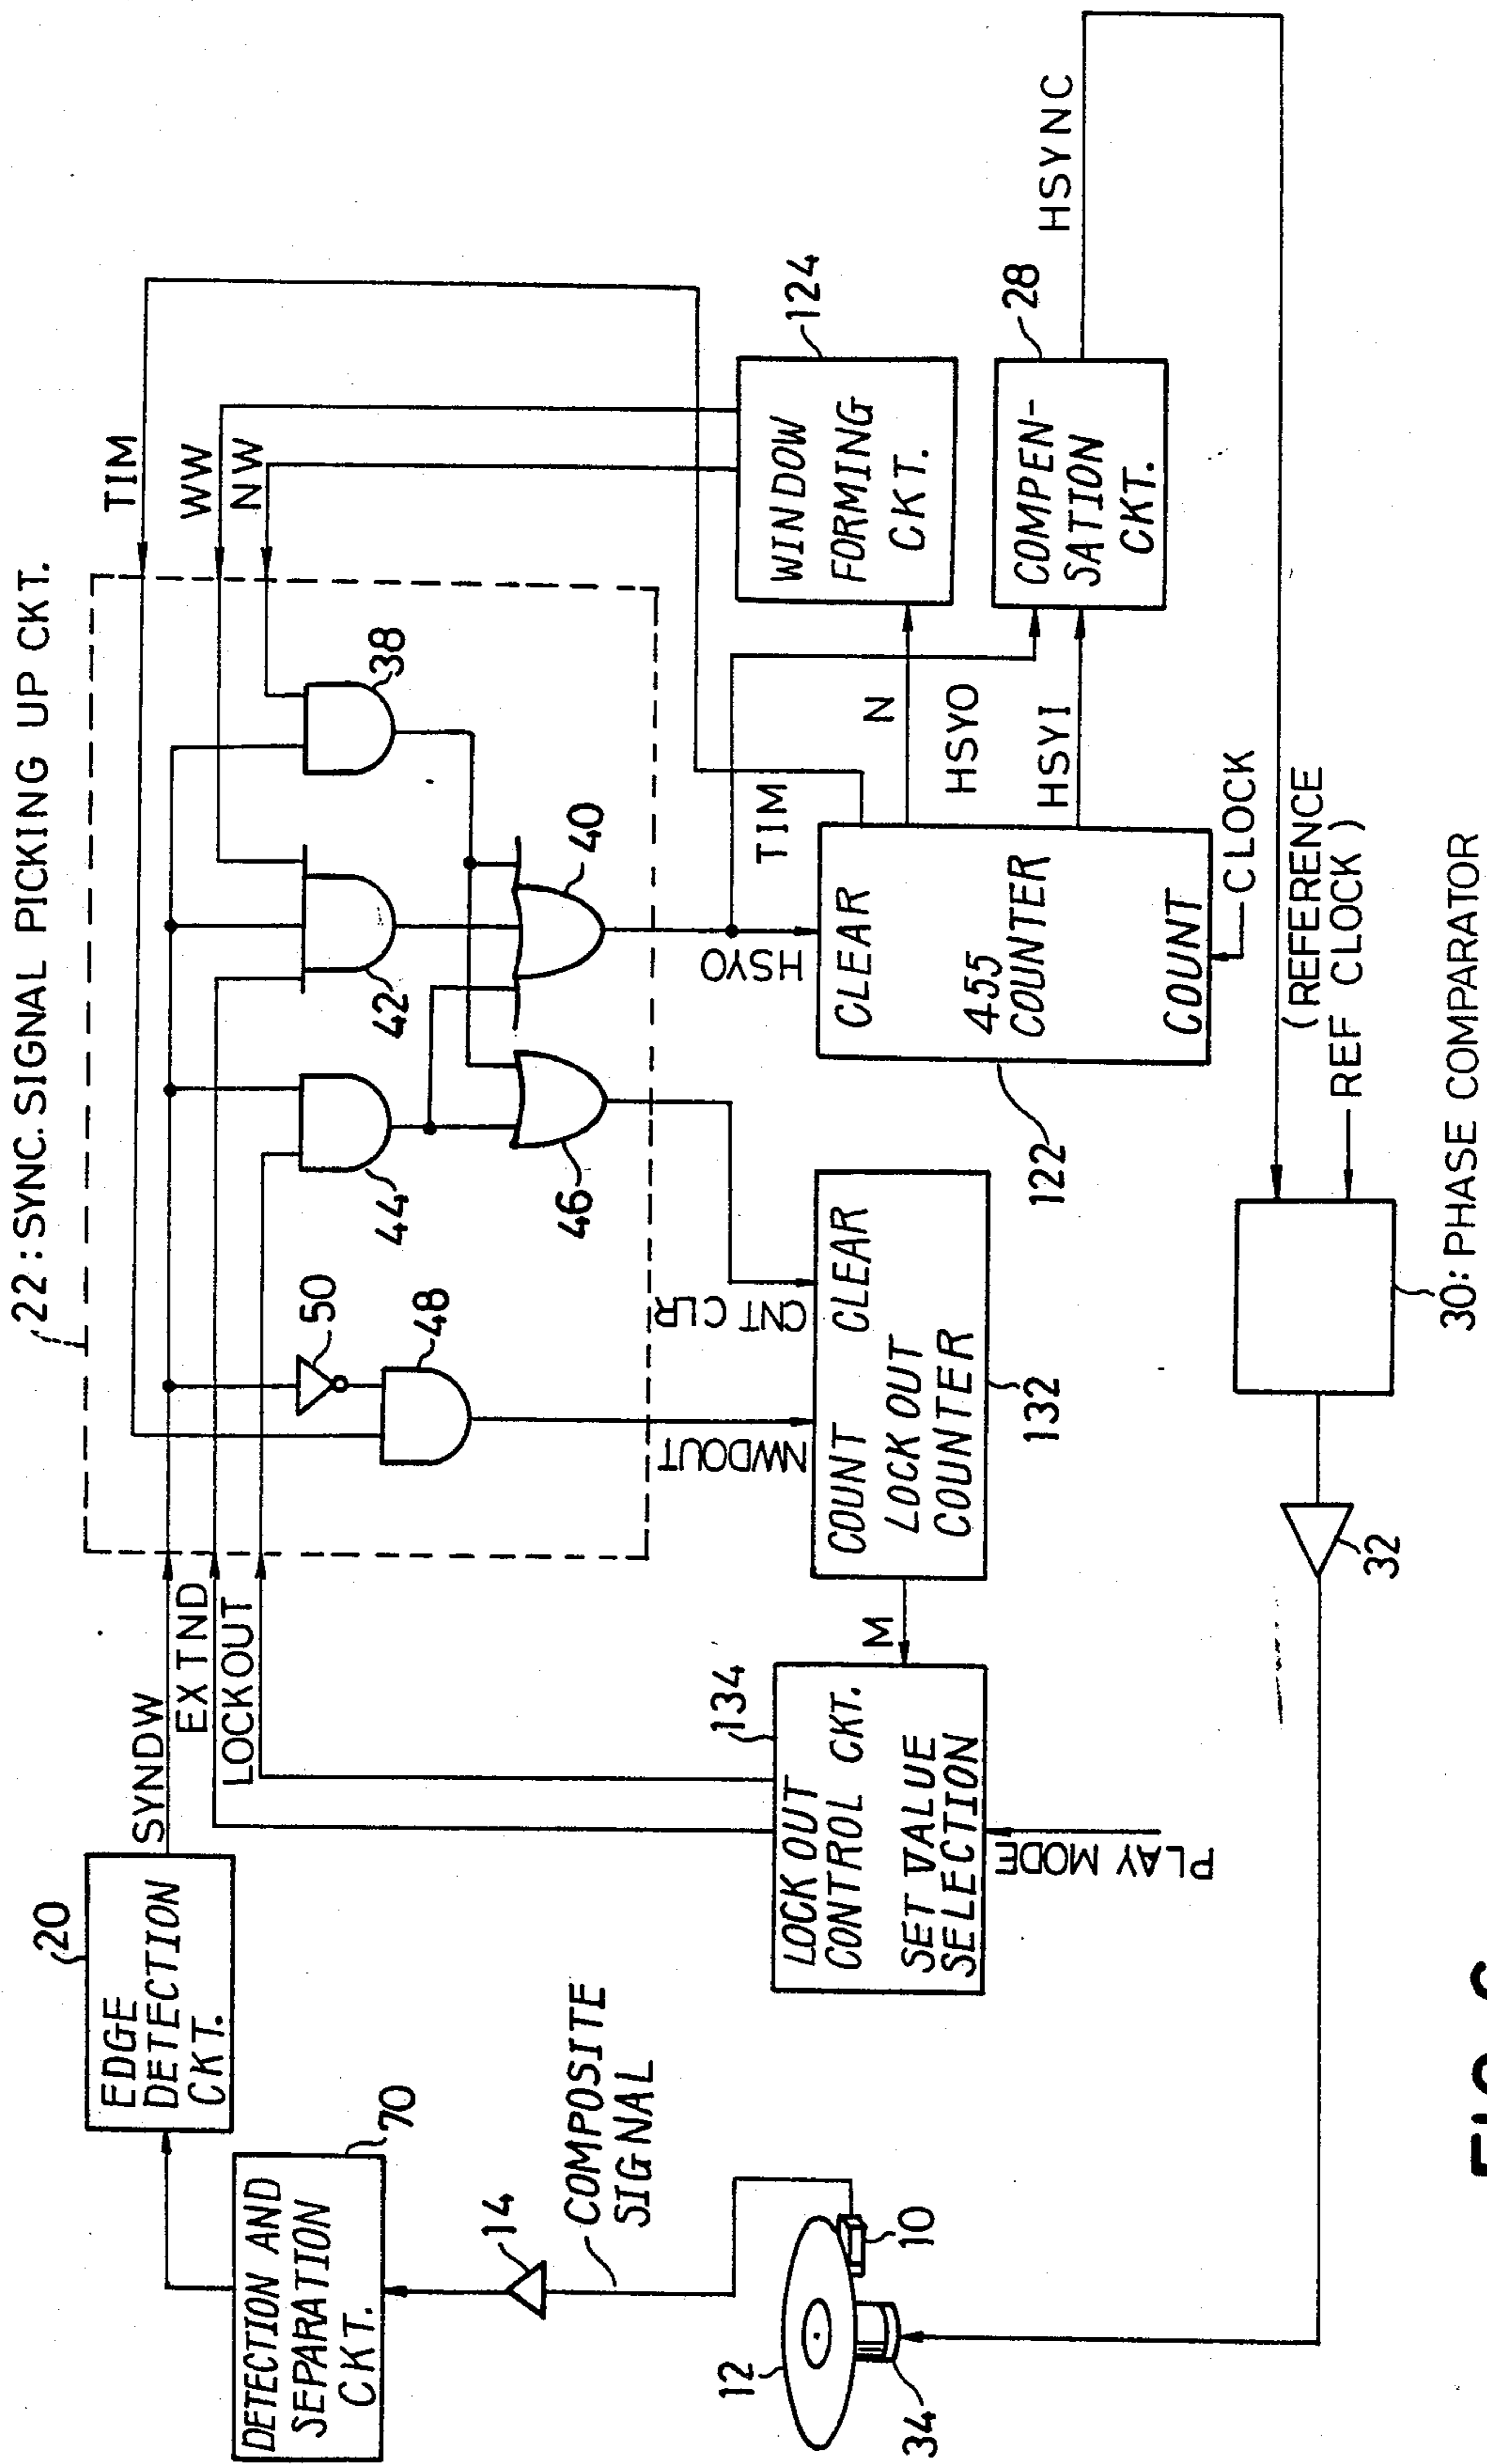 22:SYNC.SIGNAL PICKING UP CKT.
20
EDGE
DETECTION
CKT.
SYNDW
EXTND
LOCKOUT
TIM
WW
NW
50
48
44
42
38
46
40
70
DETECTION AND
SEPARATION
CKT.
14
COMPOSITE
SIGNAL
12
10
34
134
LOCK OUT
CONTROL CKT.
SET VALUE
SELECTION
PLAY MODE
M
NWDOUT
CNT CLR
COUNT
CLEAR
LOCK OUT
COUNTER
132
HSYO
TIM
CLEAR
455
COUNTER
COUNT
122
CLOCK
N
HSYO
HSYI
124
WINDOW
FORMING
CKT.
28
COMPEN-
SATION
CKT.
HSYNC
(REFERENCE
REF CLOCK)
30: PHASE COMPARATOR
32